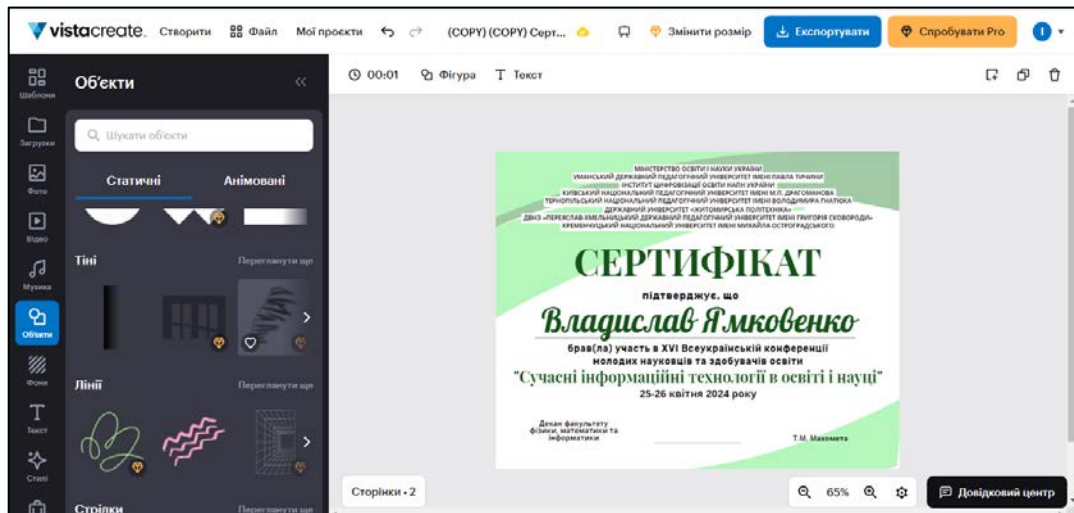 vistacreate.
Створити
Файл
Мої проєкти
(COPY) (COPY) Серт...
Змінити розмір
Експортувати
Спробувати Pro
І
Шаблони
Загрузки
Фото
Відео
Музика
Об'єкти
Фони
Текст
Стилі
Об'єкти
Шукати об'єкти
Статичні
Анімовані
Тіні
Переглянути ще
Лінії
Переглянути ще
Стрілки
Переглянути ще
00:01
Фігура
Текст
МІНІСТЕРСТВО ОСВІТИ І НАУКИ УКРАЇНИ
УМАНСЬКИЙ ДЕРЖАВНИЙ ПЕДАГОГІЧНИЙ УНІВЕРСИТЕТ ІМЕНІ ПАВЛА ТИЧИНИ
ІНСТИТУТ ЦИФРОВІЗАЦІЇ ОСВІТИ НАПН УКРАЇНИ
КИЇВСЬКИЙ НАЦІОНАЛЬНИЙ ПЕДАГОГІЧНИЙ УНІВЕРСИТЕТ ІМЕНІ М.П. ДРАГОМАНОВА
ТЕРНОПІЛЬСЬКИЙ НАЦІОНАЛЬНИЙ ПЕДАГОГІЧНИЙ УНІВЕРСИТЕТ ІМЕНІ ВОЛОДИМИРА ГНАТЮКА
ДЕРЖАВНИЙ УНІВЕРСИТЕТ «ЖИТОМИРСЬКА ПОЛІТЕХНІКА»
ДВНЗ «ПЕРЕЯСЛАВ-ХМЕЛЬНИЦЬКИЙ ДЕРЖАВНИЙ ПЕДАГОГІЧНИЙ УНІВЕРСИТЕТ ІМЕНІ ГРИГОРІЯ СКОВОРОДИ»
КРЕМЕНЧУЦЬКИЙ НАЦІОНАЛЬНИЙ УНІВЕРСИТЕТ ІМЕНІ МИХАЙЛА ОСТРОГРАДСЬКОГО
СЕРТИФІКАТ
підтверджує, що
Владислав Я'мковенко
брав(ла) участь в XVI Всеукраїнській конференції
молодих науковців та здобувачів освіти
"Сучасні інформаційні технології в освіті і науці"
25-26 квітня 2024 року
Декан факультету
фізики, математики та
інформатики
Т.М. Махомета
Сторінки • 2
65%
Довідковий центр